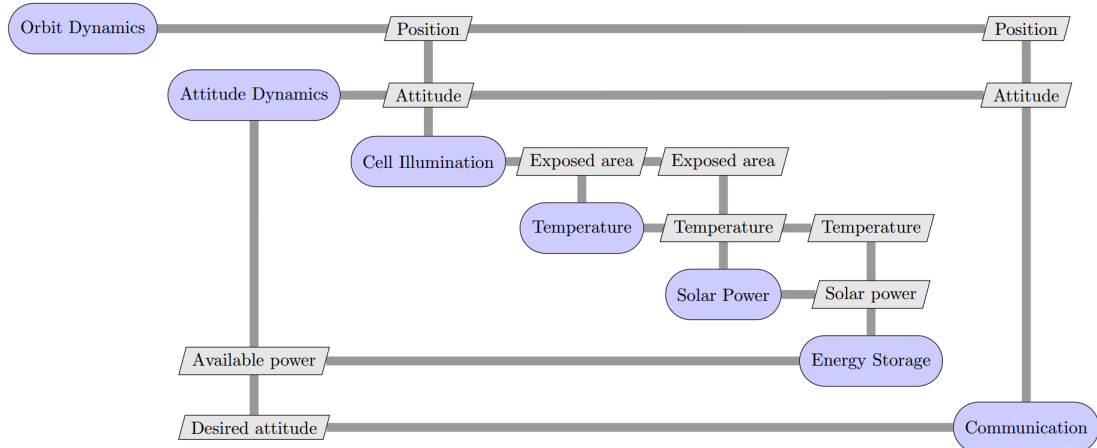 Orbit Dynamics
Position
Position
Attitude Dynamics
Attitude
Attitude
Cell Illumination
Exposed area
Exposed area
Temperature
Temperature
Temperature
Solar Power
Solar power
Available power
Energy Storage
Desired attitude
Communication